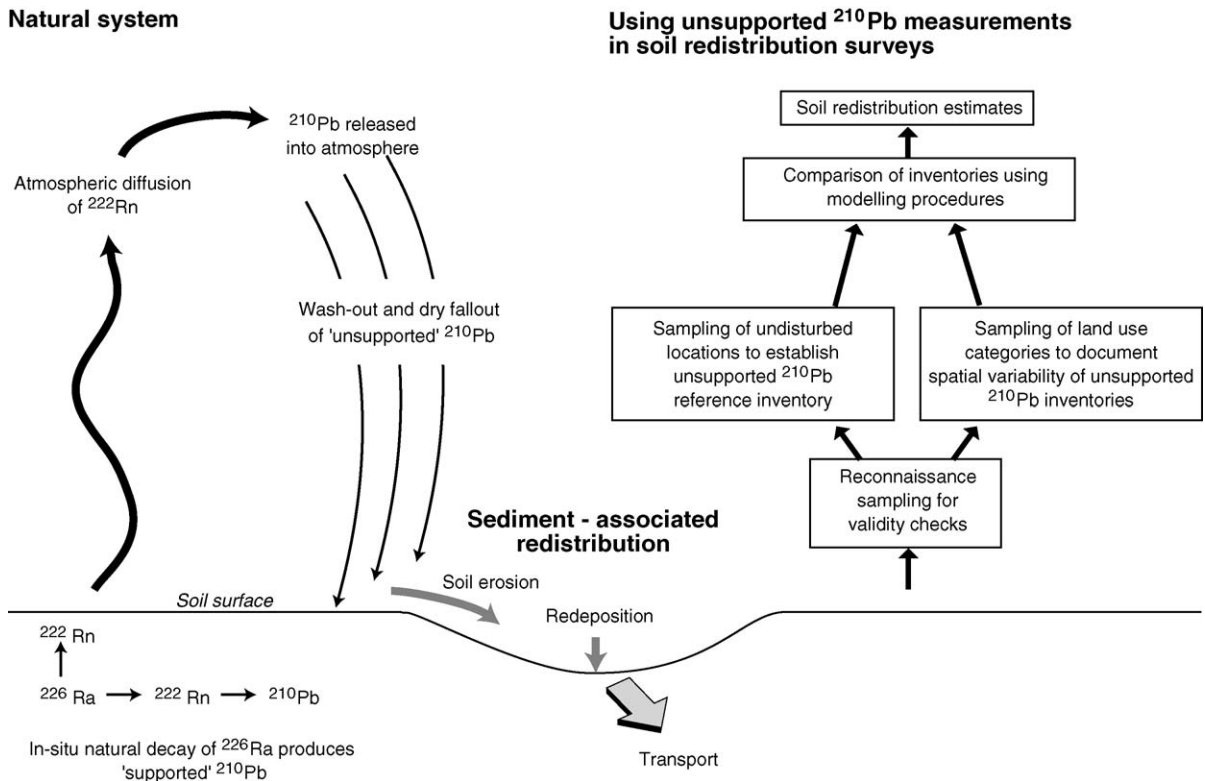 Natural system
²¹⁰Pb released
into atmosphere
Atmospheric diffusion
of ²²²Rn
Wash-out and dry fallout
of 'unsupported' ²¹⁰Pb
Soil surface
²²² Rn
²²⁶ Ra ²²² Rn ²¹⁰Pb
In-situ natural decay of ²²⁶Ra produces
'supported' ²¹⁰Pb
Sediment - associated
redistribution
Soil erosion
Redeposition
Transport
Using unsupported ²¹⁰Pb measurements
in soil redistribution surveys
Soil redistribution estimates
Comparison of inventories using
modelling procedures
Sampling of undisturbed
locations to establish
unsupported ²¹⁰Pb
reference inventory
Sampling of land use
categories to document
spatial variability of unsupported
²¹⁰Pb inventories
Reconnaissance
sampling for
validity checks